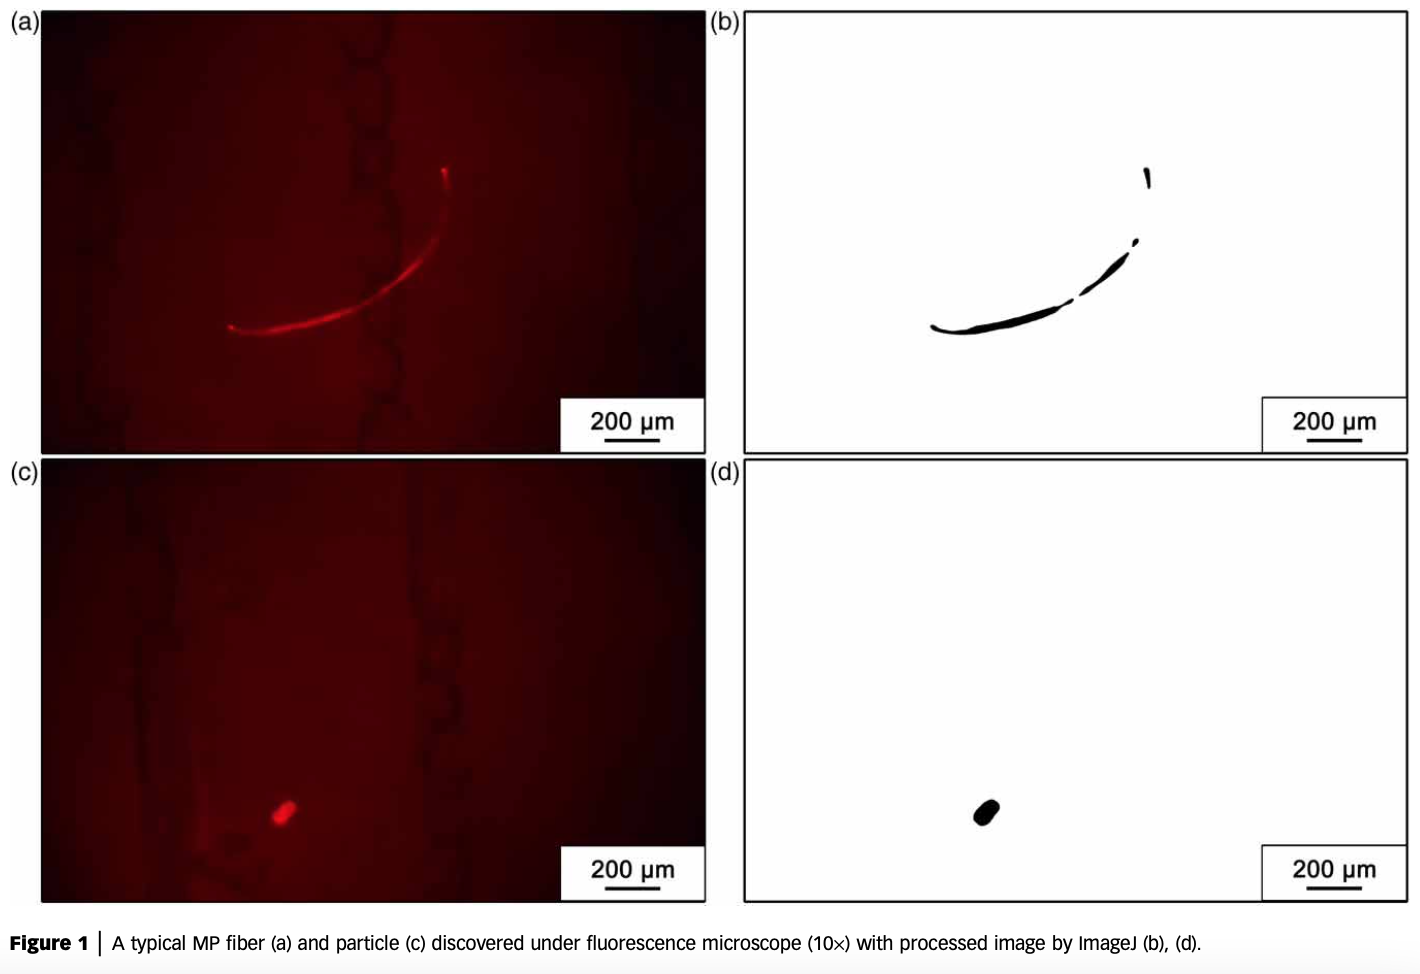 (a)
(b)
200 µm
200 µm
(c)
(d)
200 µm
200 µm
Figure 1 | A typical MP fiber (a) and particle (c) discovered under fluorescence microscope (10×) with processed image by ImageJ (b), (d).